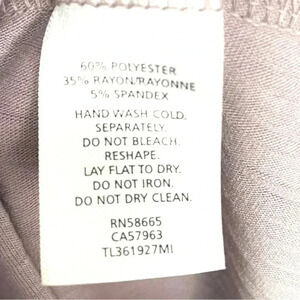 60% POLYESTER
35% RAYON/RAYONNE
5% SPANDEX
HAND WASH COLD.
SEPARATELY.
DO NOT BLEACH.
RESHAPE.
LAY FLAT TO DRY.
DO NOT IRON.
DO NOT DRY CLEAN.
RN58665
CA57963
TL361927MI